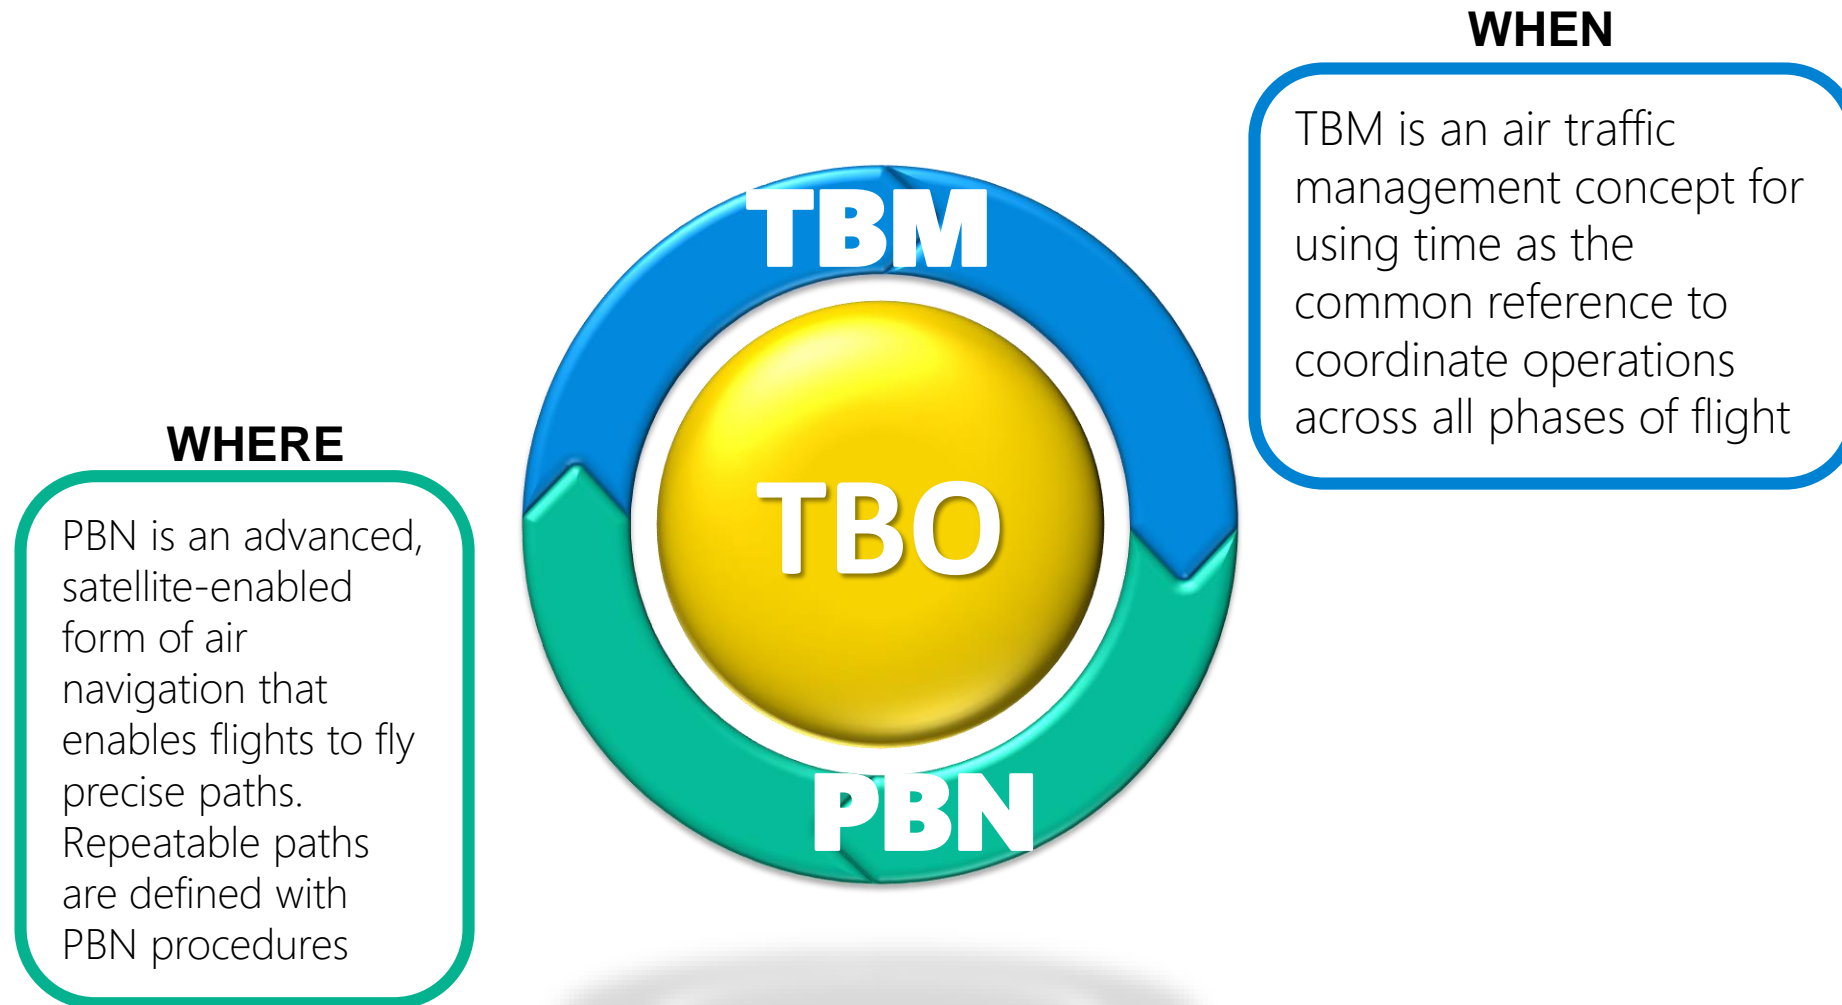 WHEN
TBM is an air traffic
management concept for
using time as the
common reference to
coordinate operations
across all phases of flight
TBM
TBO
PBN
WHERE
PBN is an advanced,
satellite-enabled
form of air
navigation that
enables flights to fly
precise paths.
Repeatable paths
are defined with
PBN procedures